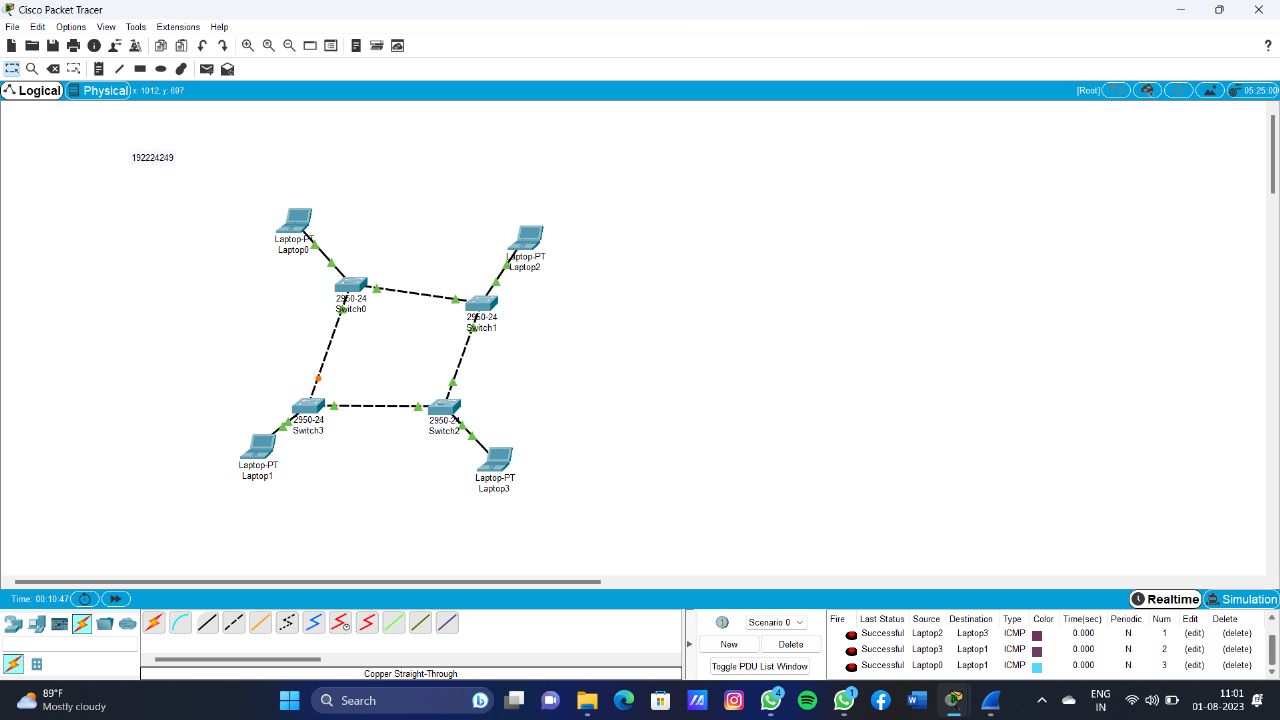 Cisco Packet Tracer
File Edit Options View Tools Extensions Help
?
Logical Physical x: 1012, y: 697 [Root] 05:25:00
192224249
Laptop-PT
Laptop0
Laptop-PT
Laptop2
2950-24
Switch0
2950-24
Switch1
2950-24
Switch3
2950-24
Switch2
Laptop-PT
Laptop1
Laptop-PT
Laptop3
Time: 00:10:47 Realtime Simulation
Scenario 0
New Delete
Toggle PDU List Window
Fire Last Status Source Destination Type Color Time(sec) Periodic Num Edit Delete
Successful Laptop2 Laptop3 ICMP 0.000 N 1 (edit) (delete)
Successful Laptop3 Laptop1 ICMP 0.000 N 2 (edit) (delete)
Successful Laptop0 Laptop1 ICMP 0.000 N 3 (edit) (delete)
Copper Straight-Through
89°F
Mostly cloudy
Search
4
1
ENG
IN
11:01
01-08-2023